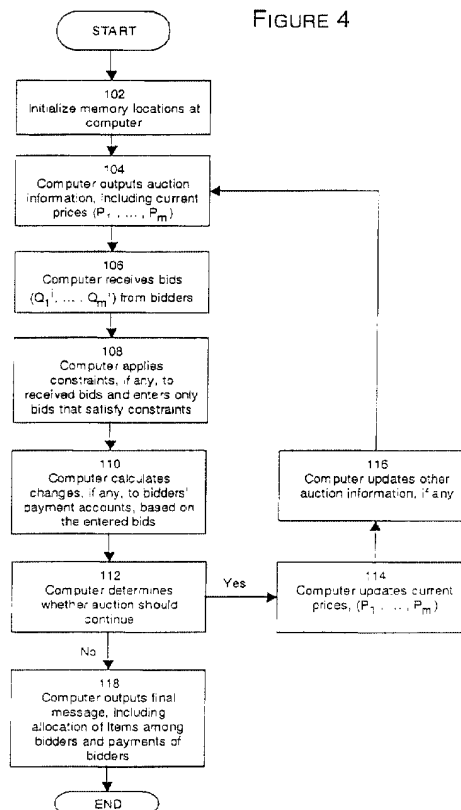 FIGURE 4
START
102
Initialize memory locations at
computer
104
Computer outputs auction
information, including current
prices (P₁, ... , Pₘ)
106
Computer receives bids
(Q₁ⁱ, ... , Qₘⁱ) from bidders
108
Computer applies
constraints, if any, to
received bids and enters only
bids that satisfy constraints
110
Computer calculates
changes, if any, to bidders'
payment accounts, based on
the entered bids
112
Computer determines
whether auction should
continue
Yes
114
Computer updates current
prices, (P₁, ... , Pₘ)
116
Computer updates other
auction information, if any
No
118
Computer outputs final
message, including
allocation of items among
bidders and payments of
bidders
END